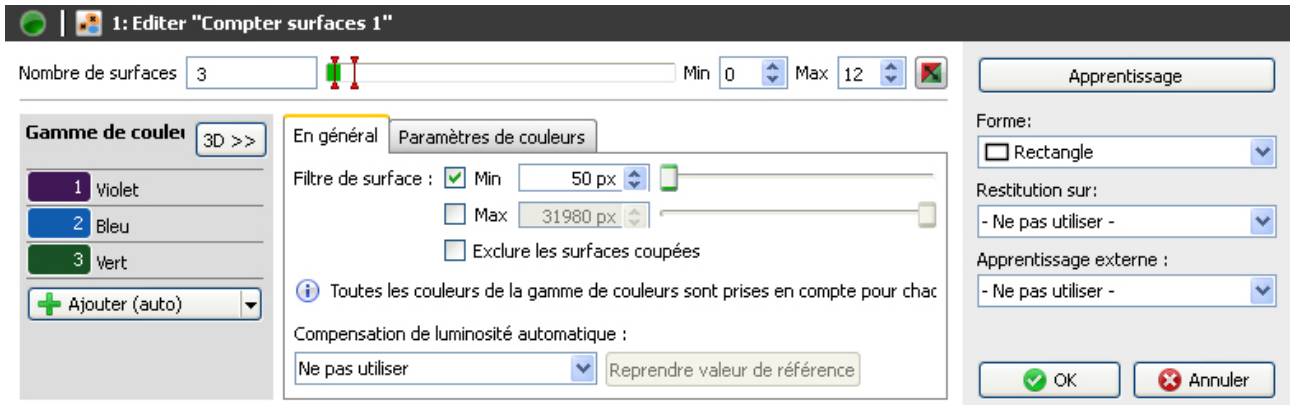 1: Editer "Compter surfaces 1"
Nombre de surfaces 3 Min 0 Max 12
Gamme de couleu 3D >>
1 Violet
2 Bleu
3 Vert
Ajouter (auto)
En général Paramètres de couleurs
Filtre de surface : Min 50 px
Max 31980 px
Exclure les surfaces coupées
Toutes les couleurs de la gamme de couleurs sont prises en compte pour chac
Compensation de luminosité automatique :
Ne pas utiliser Reprendre valeur de référence
Apprentissage
Forme:
Rectangle
Restitution sur:
- Ne pas utiliser -
Apprentissage externe :
- Ne pas utiliser -
OK Annuler